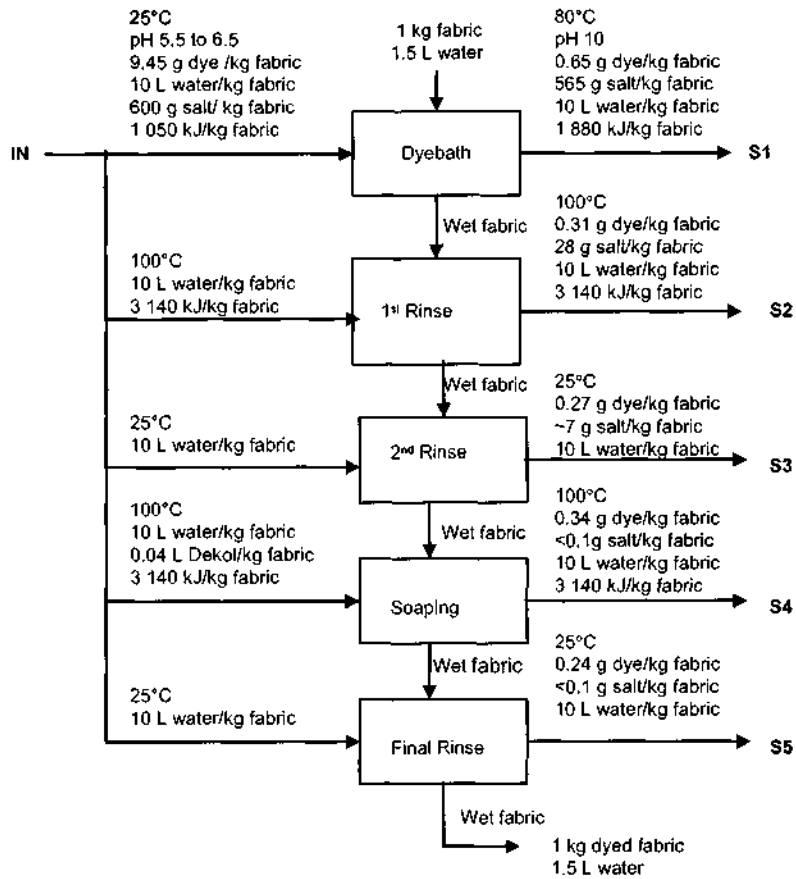 25°C
pH 5.5 to 6.5
9,45 g dye /kg fabric
10 L water/kg fabric
600 g salt/ kg fabric
1 050 kJ/kg fabric
1 kg fabric
1.5 L water
80°C
pH 10
0.65 g dye/kg fabric
565 g salt/kg fabric
10 L water/kg fabric
1 880 kJ/kg fabric
IN
Dyebath
S1
Wet fabric
100°C
10 L water/kg fabric
3 140 kJ/kg fabric
1st Rinse
100°C
0.31 g dye/kg fabric
28 g salt/kg fabric
10 L water/kg fabric
3 140 kJ/kg fabric
S2
Wet fabric
25°C
10 L water/kg fabric
2nd Rinse
25°C
0.27 g dye/kg fabric
~7 g salt/kg fabric
10 L water/kg fabric
S3
Wet fabric
100°C
10 L water/kg fabric
0,04 L Dekol/kg fabric
3 140 kJ/kg fabric
Soaping
100°C
0.34 g dye/kg fabric
<0,1g salt/kg fabric
10 L water/kg fabric
3 140 kJ/kg fabric
S4
Wet fabric
25°C
10 L water/kg fabric
Final Rinse
25°C
0.24 g dye/kg fabric
<0,1 g salt/kg fabric
10 L water/kg fabric
S5
Wet fabric
1 kg dyed fabric
1.5 L water